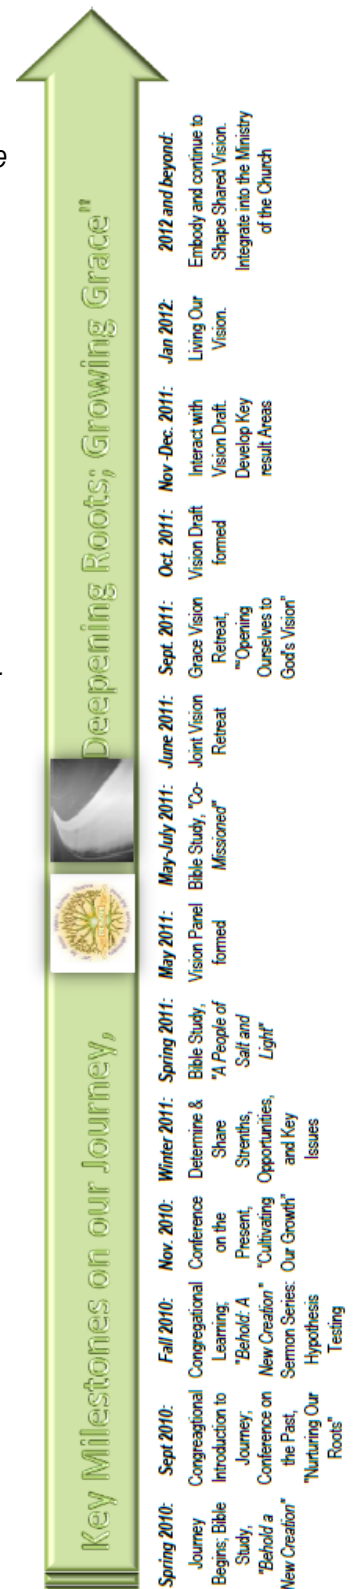 Key Milestones on our Journey,
Deepening Roots; Growing Grace"
Spring 2010:
Journey
Begins; Bible
Study,
"Behold a
New Creation"
Sept 2010:
Congreagtional
Introduction to
Journey;
Conference on
the Past,
"Nurturing Our
Roots"
Fall 2010:
Congregational
Learning;
"Behold: A
New Creation"
Sermon Series:
Hypothesis
Testing
Nov. 2010:
Conference
on the
Present,
"Cultivating
Our Growth"
Winter 2011:
Determine &
Share
Strenths,
Opportunities,
and Key
Issues
Spring 2011:
Bible Study,
"A People of
Salt and
Light"
May 2011:
Vision Panel
formed
May-July 2011:
Bible Study, "Co-
Missioned"
June 2011:
Joint Vision
Retreat
Sept. 2011:
Grace Vision
Retreat,
""Opening
Ourselves to
God's Vision"
Oct. 2011:
Vision Draft
formed
Nov -Dec. 2011:
Interact with
Vision Draft.
Develop Key
result Areas
Jan 2012:
Living Our
Vision.
2012 and beyond:
Embody and continue to
Shape Shared Vision.
Integrate into the Ministry
of the Church